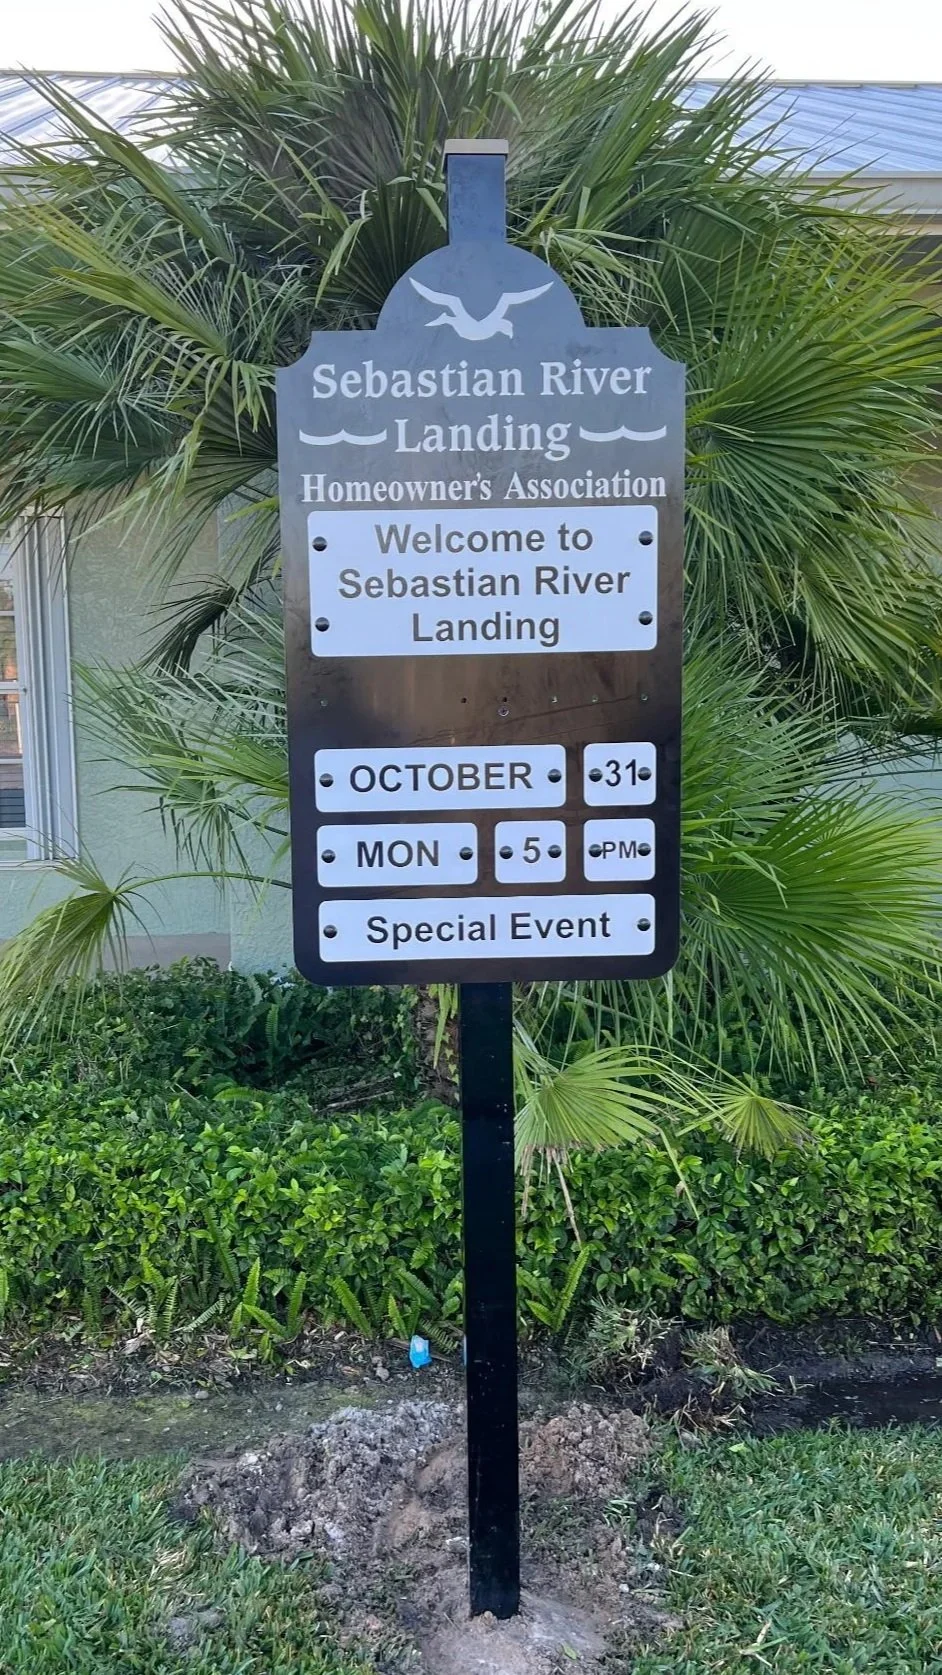 Sebastian River
Landing
Homeowner's Association
Welcome to
Sebastian River
Landing
OCTOBER 31
MON 5 PM
Special Event